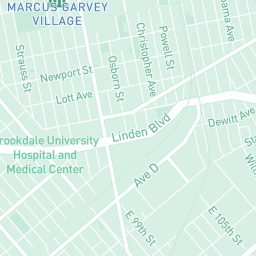 MARCUS GARVEY
VILLAGE
Strauss St
Newport St
Lott Ave
Osborn St
Christopher Ave
Powell St
Linden Blvd
Dewitt Ave
rookdale University
Hospital and
Medical Center
Ave D
E 99th St
E 105th St